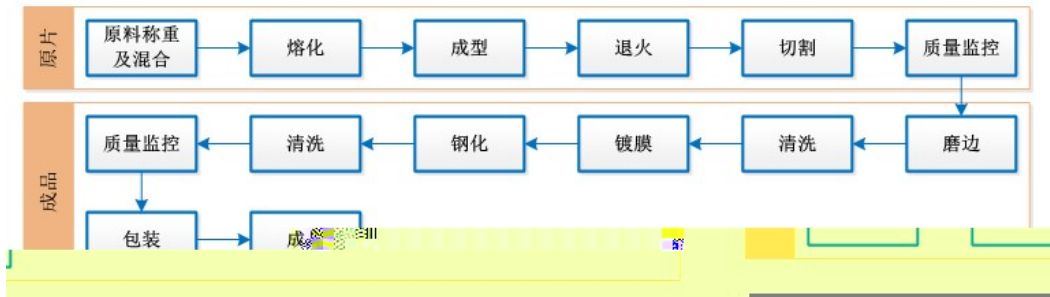 原片
原料称重
及混合
熔化
成型
退火
切割
质量监控
成品
质量监控
清洗
钢化
镀膜
清洗
磨边
包装
成